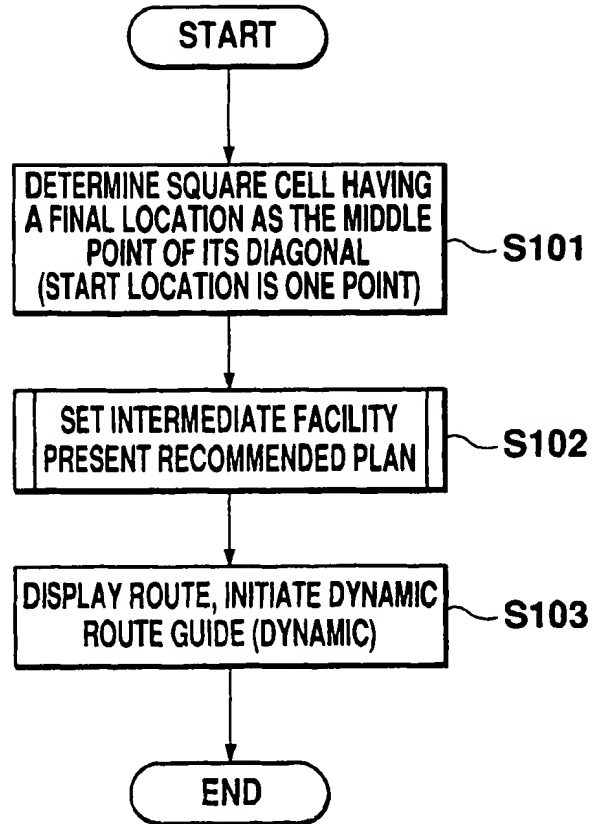 START
DETERMINE SQUARE CELL HAVING
A FINAL LOCATION AS THE MIDDLE
POINT OF ITS DIAGONAL
(START LOCATION IS ONE POINT)
S101
SET INTERMEDIATE FACILITY
PRESENT RECOMMENDED PLAN
S102
DISPLAY ROUTE, INITIATE DYNAMIC
ROUTE GUIDE (DYNAMIC)
S103
END